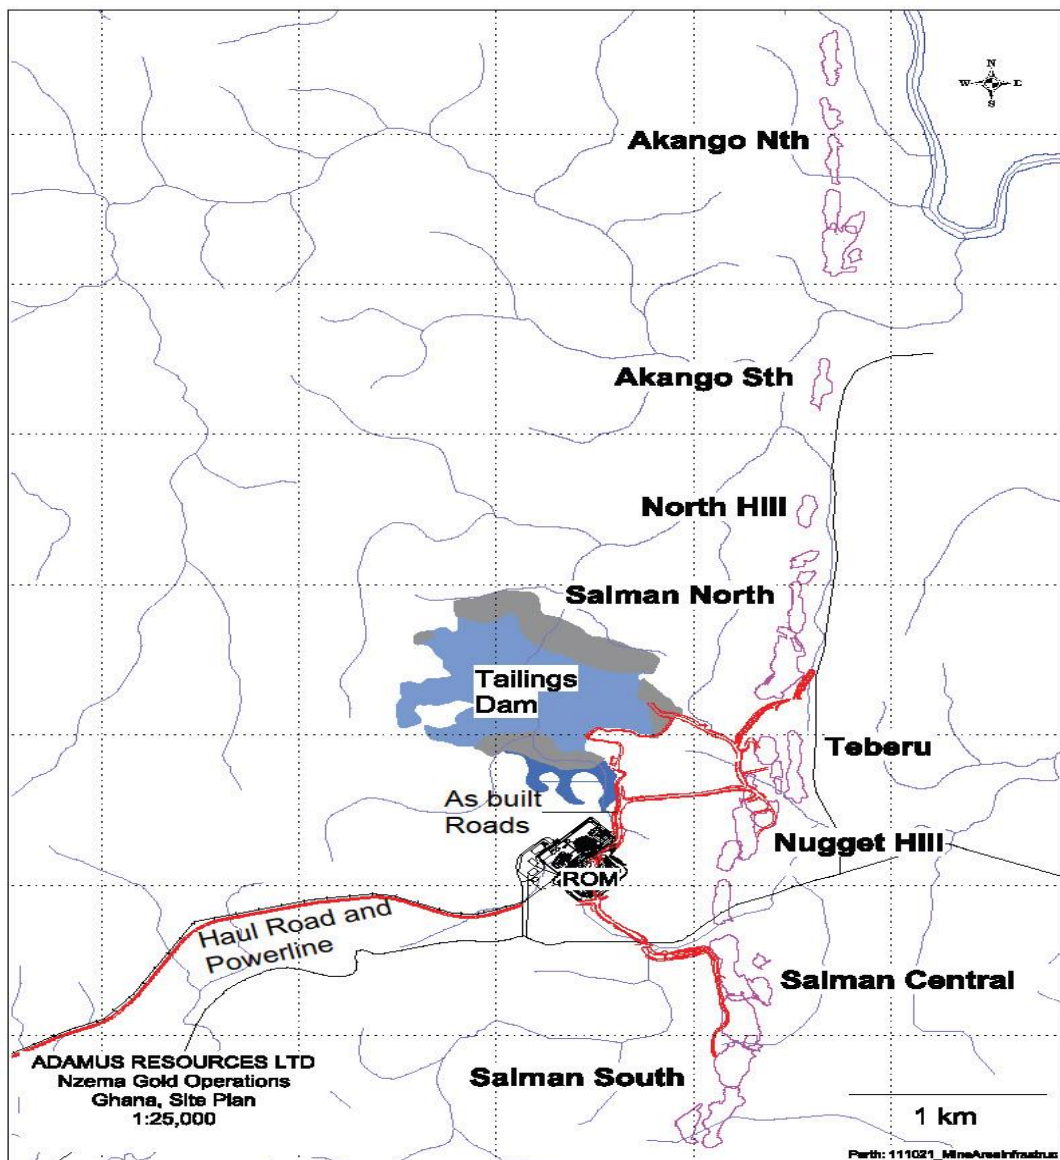 N
W E
S
Akango Nth
Akango Sth
North Hill
Salman North
Tailings
Dam
Teberu
As built
Roads
Nugget Hill
ROM
Haul Road and
Powerline
Salman Central
ADAMUS RESOURCES LTD
Nzema Gold Operations
Ghana, Site Plan
1:25,000
Salman South
1 km
Perth: 111021_MineAreaInfrastruc